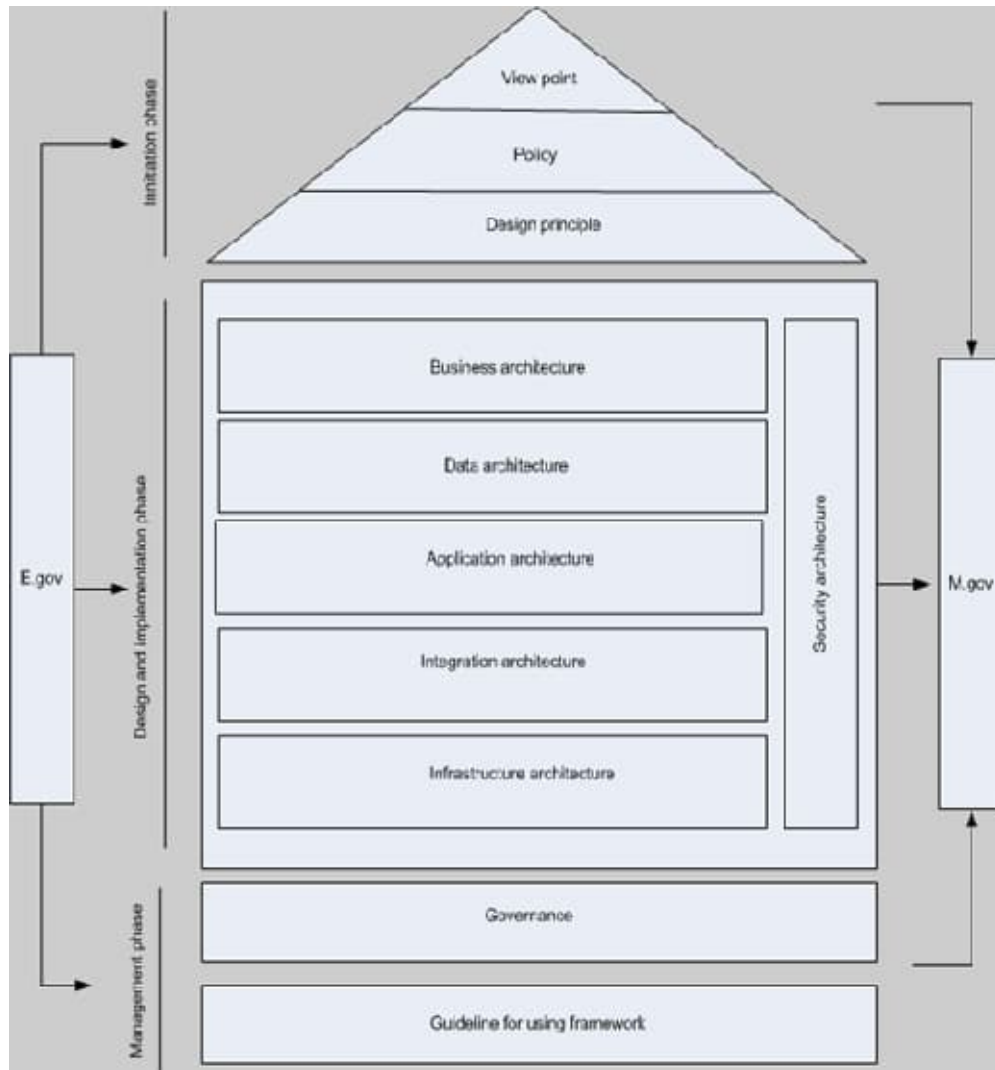 View point
Policy
Design principle
Innitation phase
Business architecture
Data architecture
Application architecture
Integration architecture
Infrastructure architecture
Security architecture
Design and implementation phase
E.gov
M.gov
Governance
Guideline for using framework
Management phase